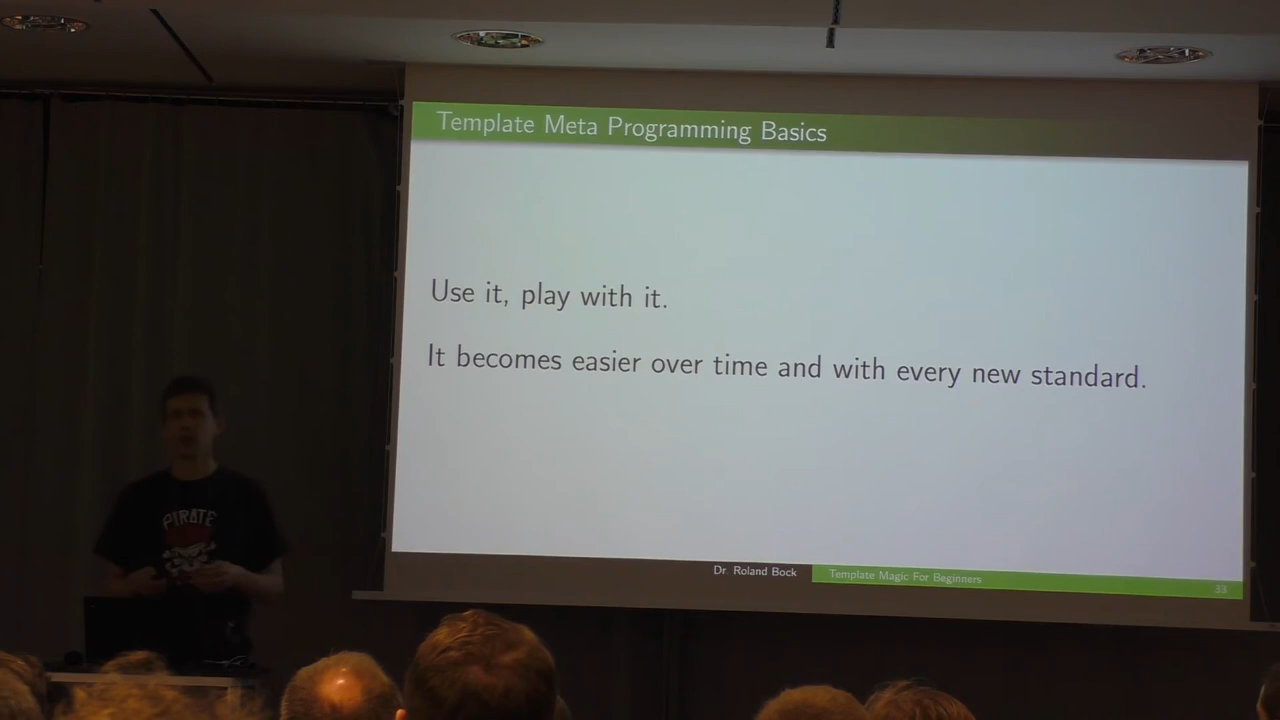 Template Meta Programming Basics
Use it, play with it.
It becomes easier over time and with every new standard.
PIRATE
Dr. Roland Bock
Template Magic For Beginners
33